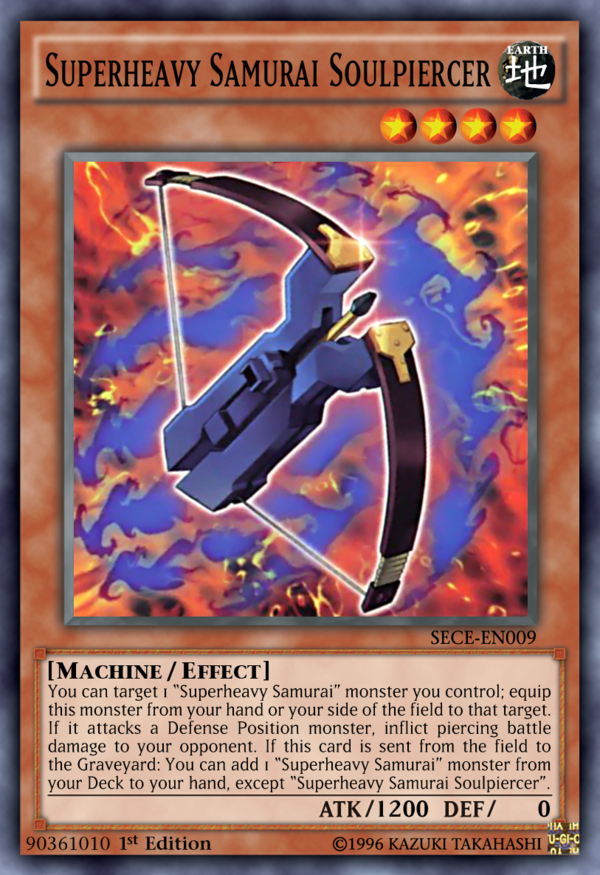 SUPERHEAVY SAMURAI SOULPIERCER
EARTH
地
SECE-EN009
[MACHINE / EFFECT]
You can target 1 "Superheavy Samurai" monster you control; equip
this monster from your hand or your side of the field to that target.
If it attacks a Defense Position monster, inflict piercing battle
damage to your opponent. If this card is sent from the field to
the Graveyard: You can add 1 "Superheavy Samurai" monster from
your Deck to your hand, except "Superheavy Samurai Soulpiercer".
ATK/1200 DEF/ 0
90361010 1st Edition ©1996 KAZUKI TAKAHASHI